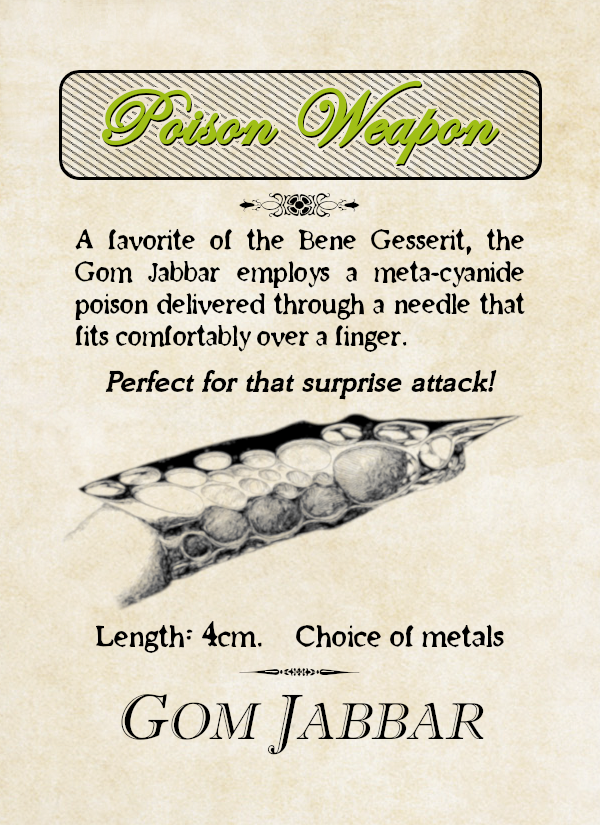 Poison Weapon
A favorite of the Bene Gesserit, the
Gom Jabbar employs a meta-cyanide
poison delivered through a needle that
fits comfortably over a finger.
Perfect for that surprise attack!
Length: 4cm. Choice of metals
GOM JABBAR